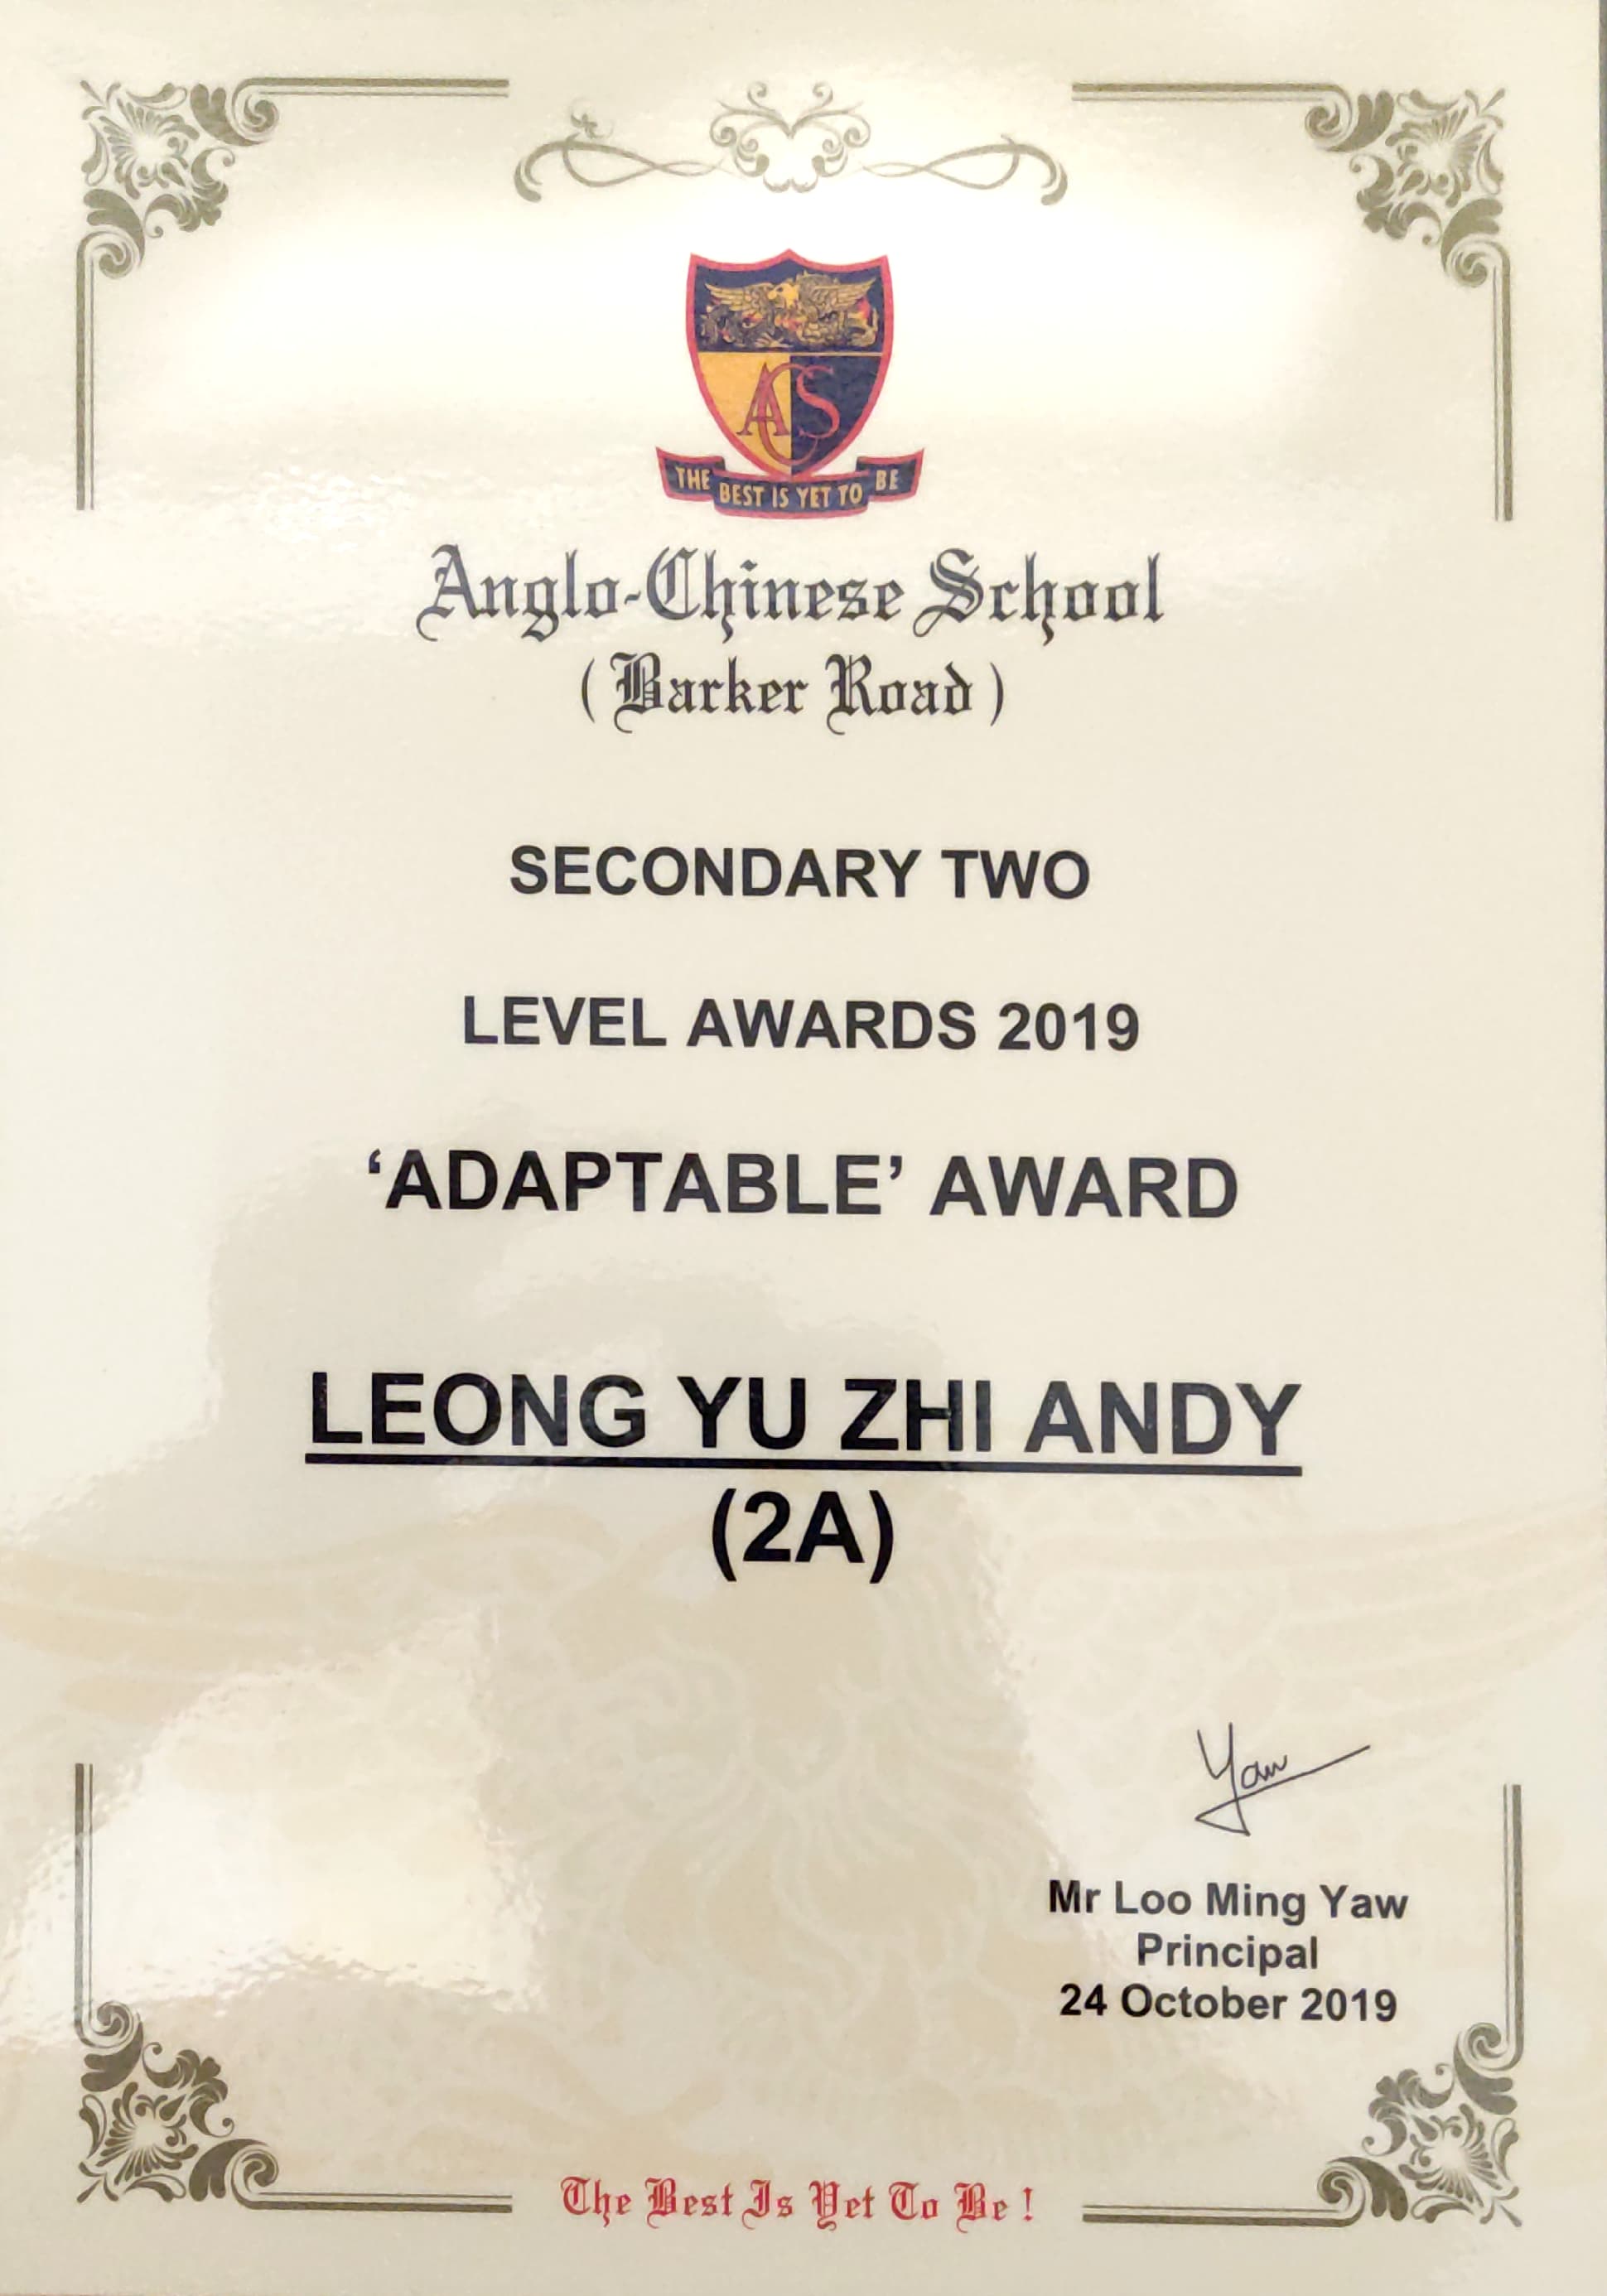 ACS
THE BEST IS YET TO BE
Anglo-Chinese School
(Barker Road)
SECONDARY TWO
LEVEL AWARDS 2019
‘ADAPTABLE’ AWARD
LEONG YU ZHI ANDY
(2A)
Yaw
Mr Loo Ming Yaw
Principal
24 October 2019
The Best Is Yet To Be !